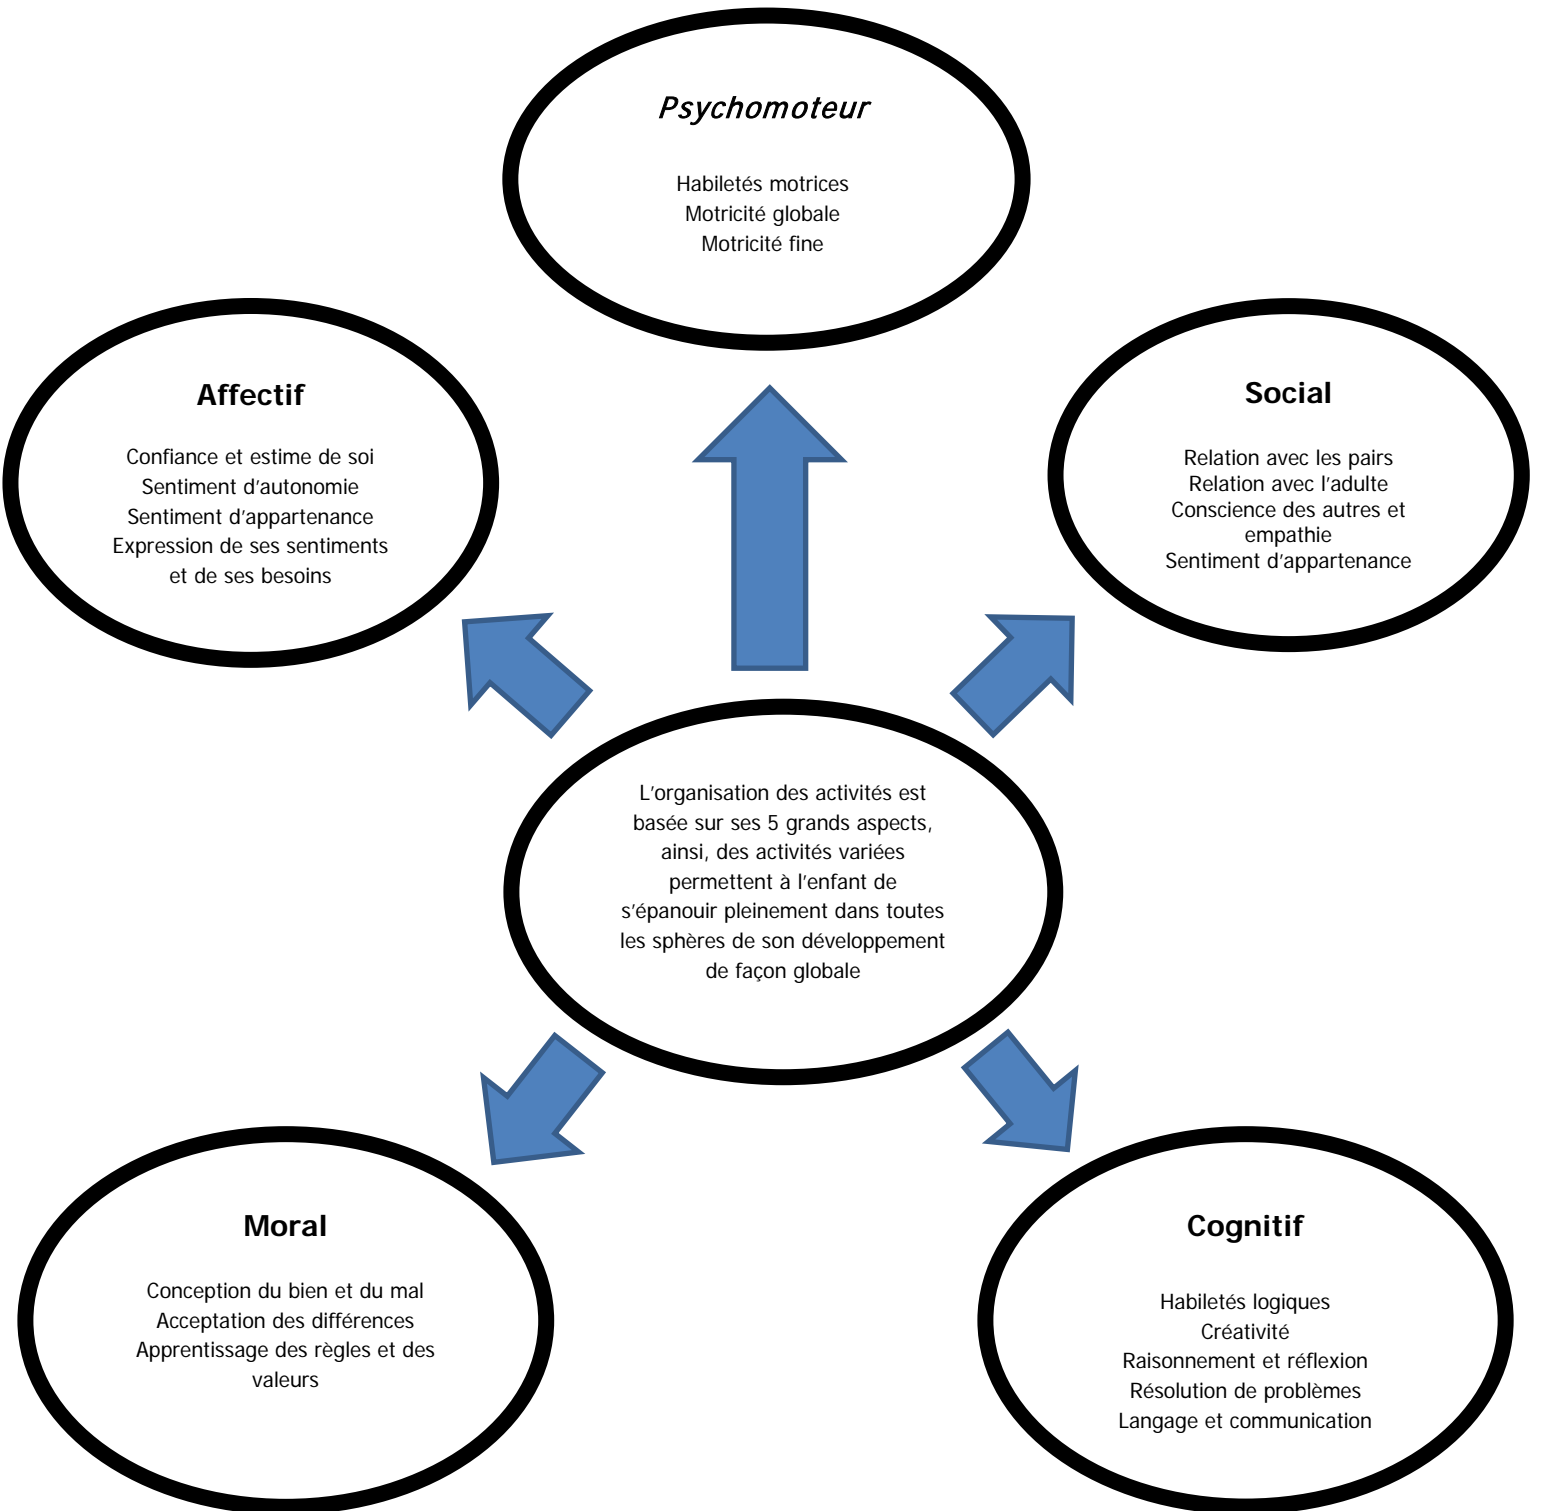 Psychomoteur
Habiletés motrices
Motricité globale
Motricité fine
Affectif
Confiance et estime de soi
Sentiment d'autonomie
Sentiment d'appartenance
Expression de ses sentiments
et de ses besoins
Social
Relation avec les pairs
Relation avec l'adulte
Conscience des autres et
empathie
Sentiment d'appartenance
L'organisation des activités est
basée sur ses 5 grands aspects,
ainsi, des activités variées
permettent à l'enfant de
s'épanouir pleinement dans toutes
les sphères de son développement
de façon globale
Moral
Conception du bien et du mal
Acceptation des différences
Apprentissage des règles et des
valeurs
Cognitif
Habiletés logiques
Créativité
Raisonnement et réflexion
Résolution de problèmes
Langage et communication